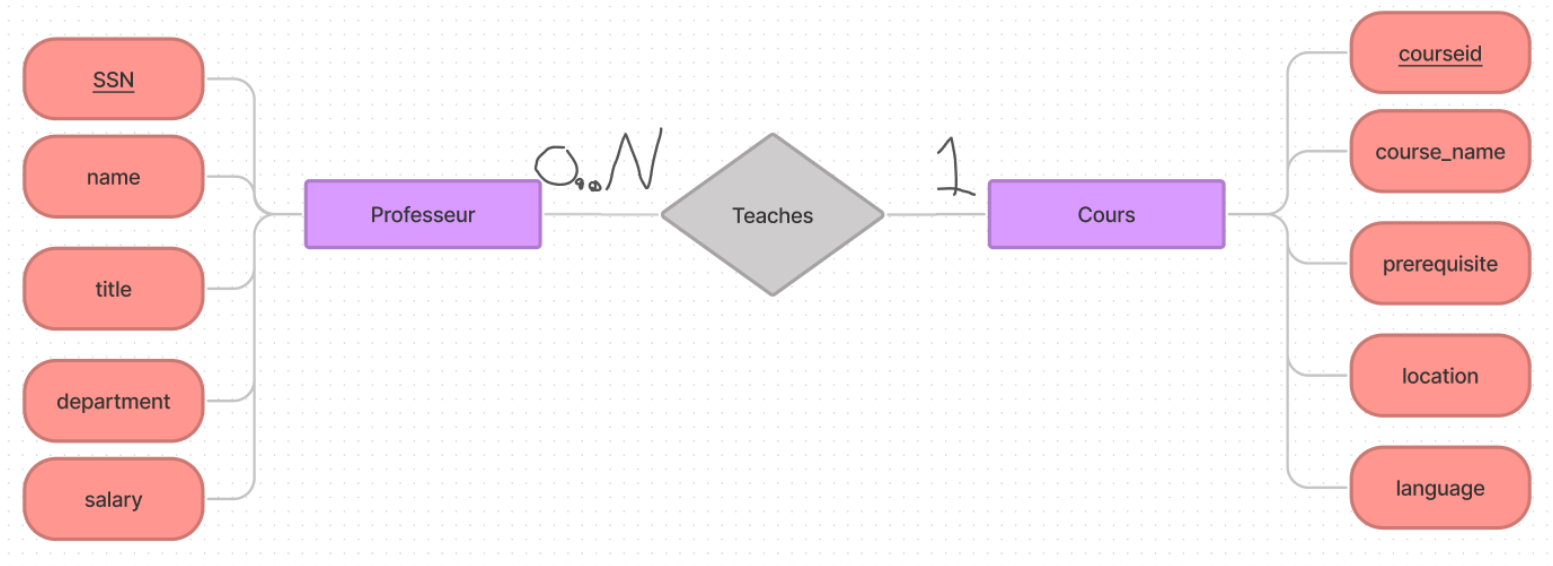 SSN
name
title
department
salary
Professeur
0..N
Teaches
1
Cours
courseid
course_name
prerequisite
location
language